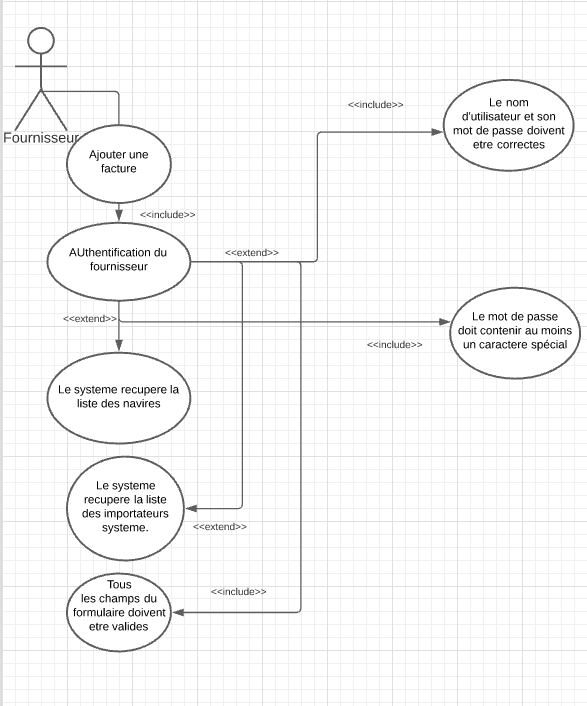 Fournisseur
Ajouter une
facture
<<include>>
AUthentification du
fournisseur
<<extend>>
<<include>>
Le nom
d'utilisateur et son
mot de passe doivent
etre correctes
<<extend>>
Le mot de passe
doit contenir au moins
un caractere spécial
<<include>>
Le systeme recupere la
liste des navires
Le systeme
recupere la liste
des importateurs
systeme.
<<extend>>
Tous
les champs du
formulaire doivent
etre valides
<<include>>